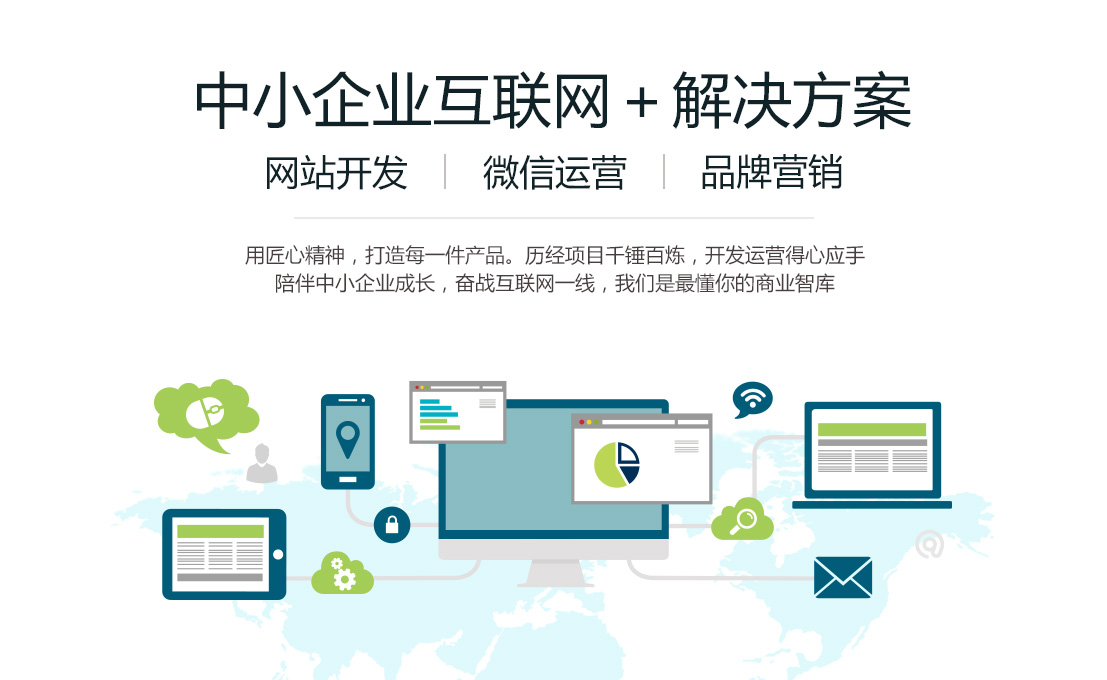 中小企业互联网+解决方案
网站开发 | 微信运营 | 品牌营销
用匠心精神，打造每一件产品。历经项目千锤百炼，开发运营得心应手
陪伴中小企业成长，奋战互联网一线，我们是最懂你的商业智库